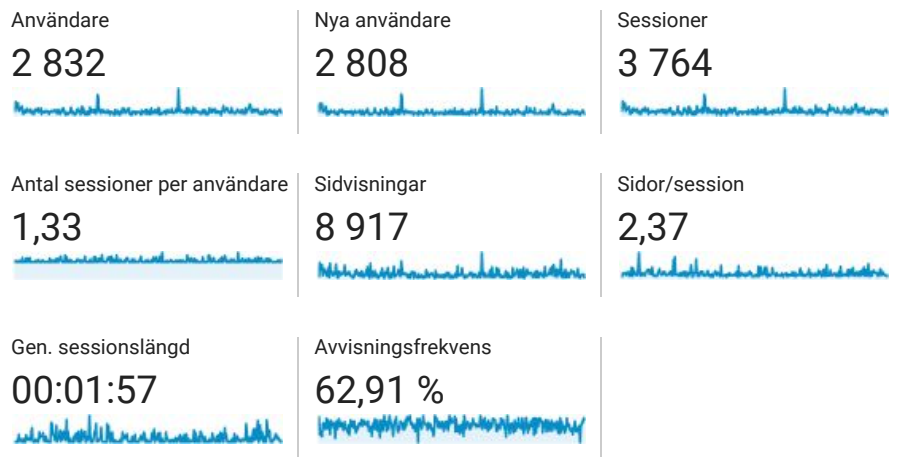 Användare
2 832
Nya användare
2 808
Sessioner
3 764
Antal sessioner per användare
1,33
Sidvisningar
8 917
Sidor/session
2,37
Gen. sessionslängd
00:01:57
Avvisningsfrekvens
62,91 %